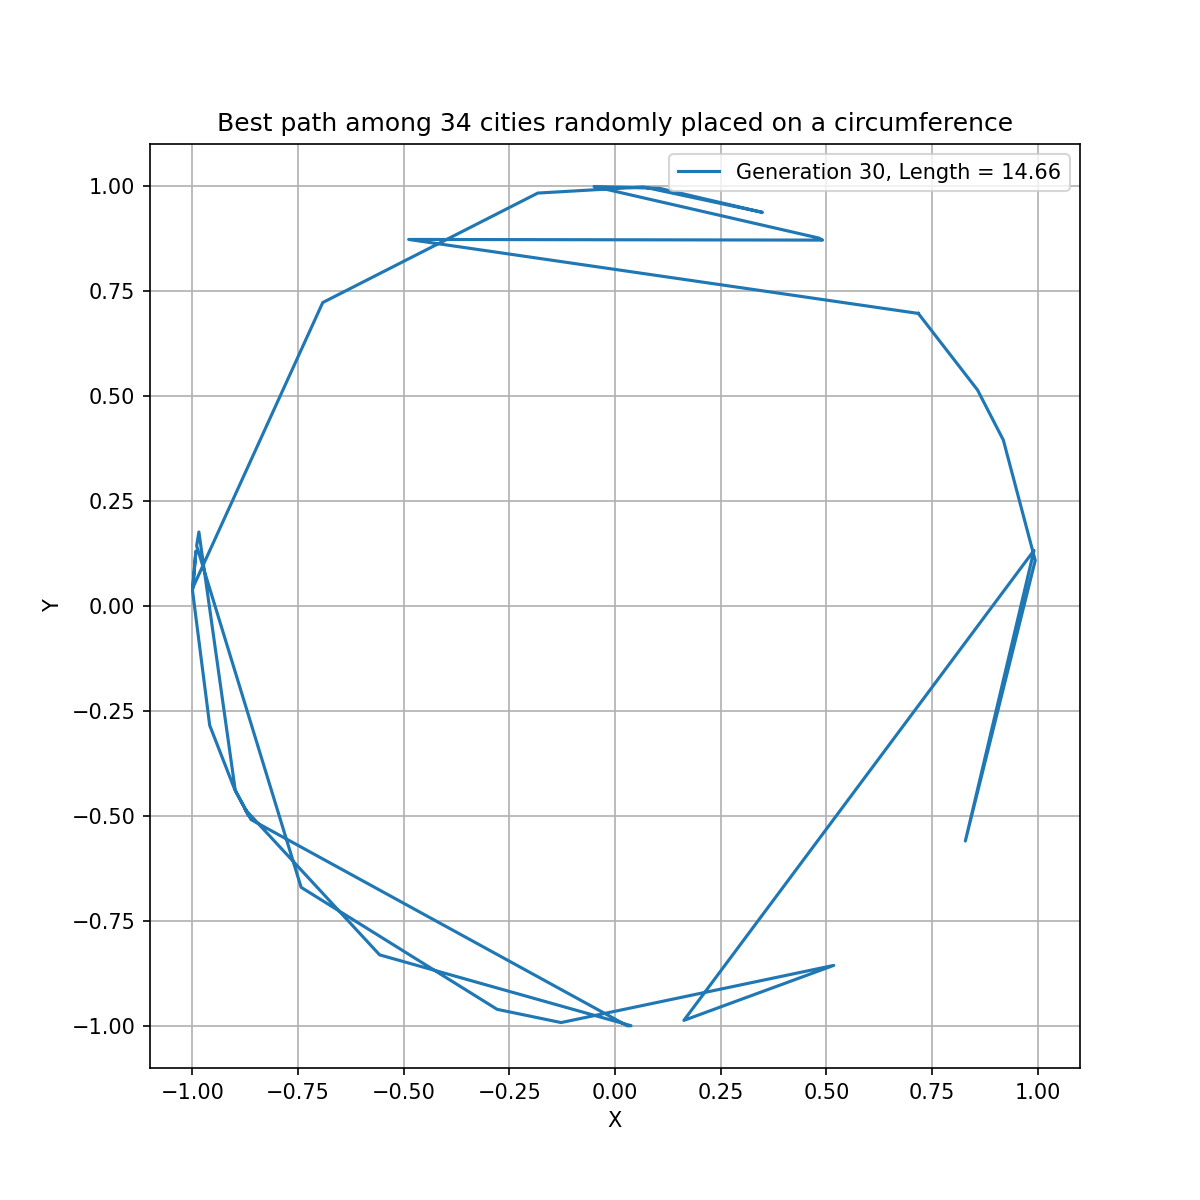 Best path among 34 cities randomly placed on a circumference
Generation 30, Length = 14.66
1.00
0.75
0.50
0.25
0.00
−0.25
−0.50
−0.75
−1.00
Y
−1.00 −0.75 −0.50 −0.25 0.00 0.25 0.50 0.75 1.00
X